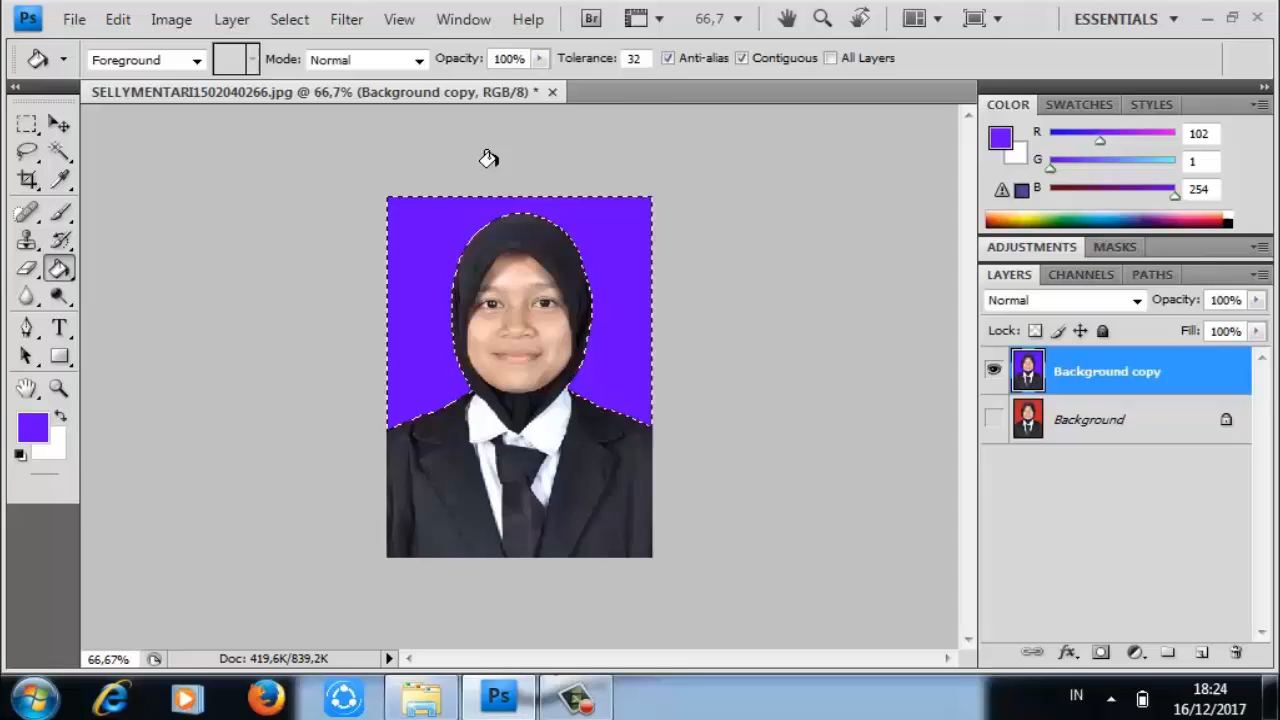 Ps File Edit Image Layer Select Filter View Window Help Br 66,7 ESSENTIALS
Foreground Mode: Normal Opacity: 100% Tolerance: 32 Anti-alias Contiguous All Layers
SELLYMENTARI1502040266.jpg @ 66,7% (Background copy, RGB/8) *
COLOR SWATCHES STYLES
R 102
G 1
B 254
ADJUSTMENTS MASKS
LAYERS CHANNELS PATHS
Normal Opacity: 100%
Lock: Fill: 100%
Background copy
Background
T
66,67% Doc: 419,6K/839,2K
fx
Ps IN 18:24
16/12/2017